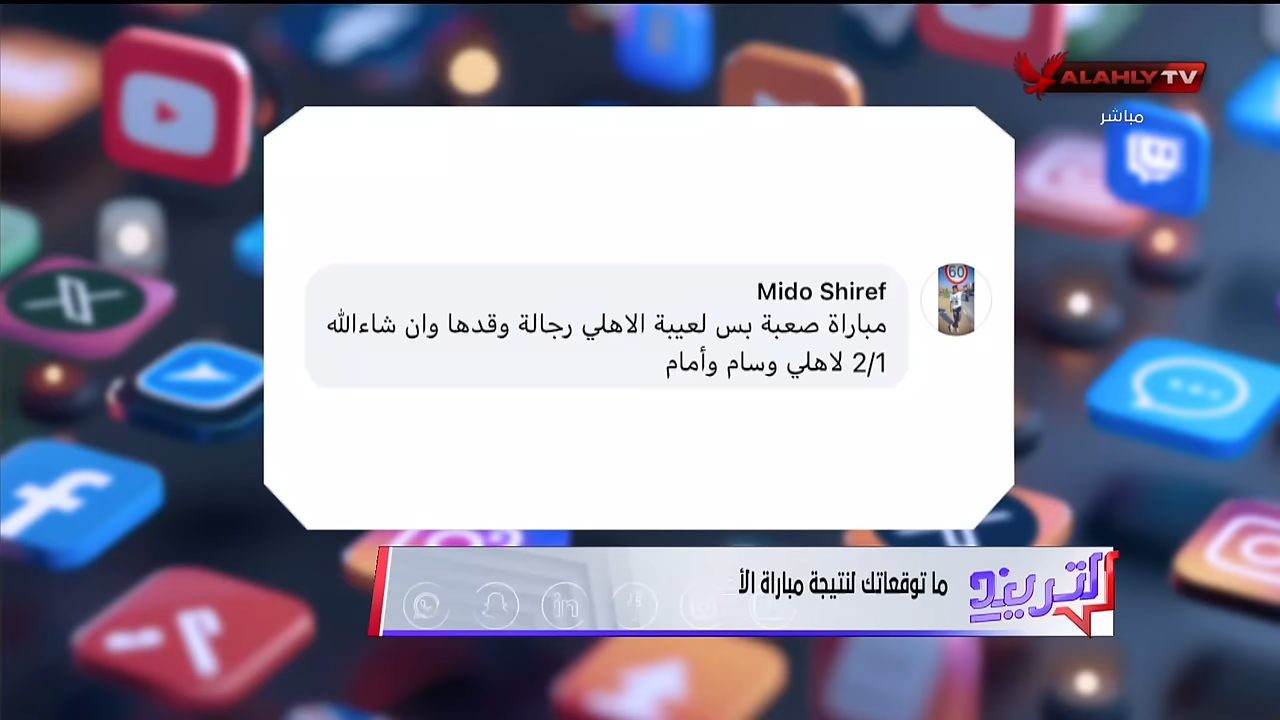 ALAHLY TV
مباشر
60
Mido Shiref
مباراة صعبة بس لعيبة الاهلي رجالة وقدها وان شاءالله
2/1 لاهلي وسام وأمام
التريند
ما توقعاتك لنتيجة مباراة الأ